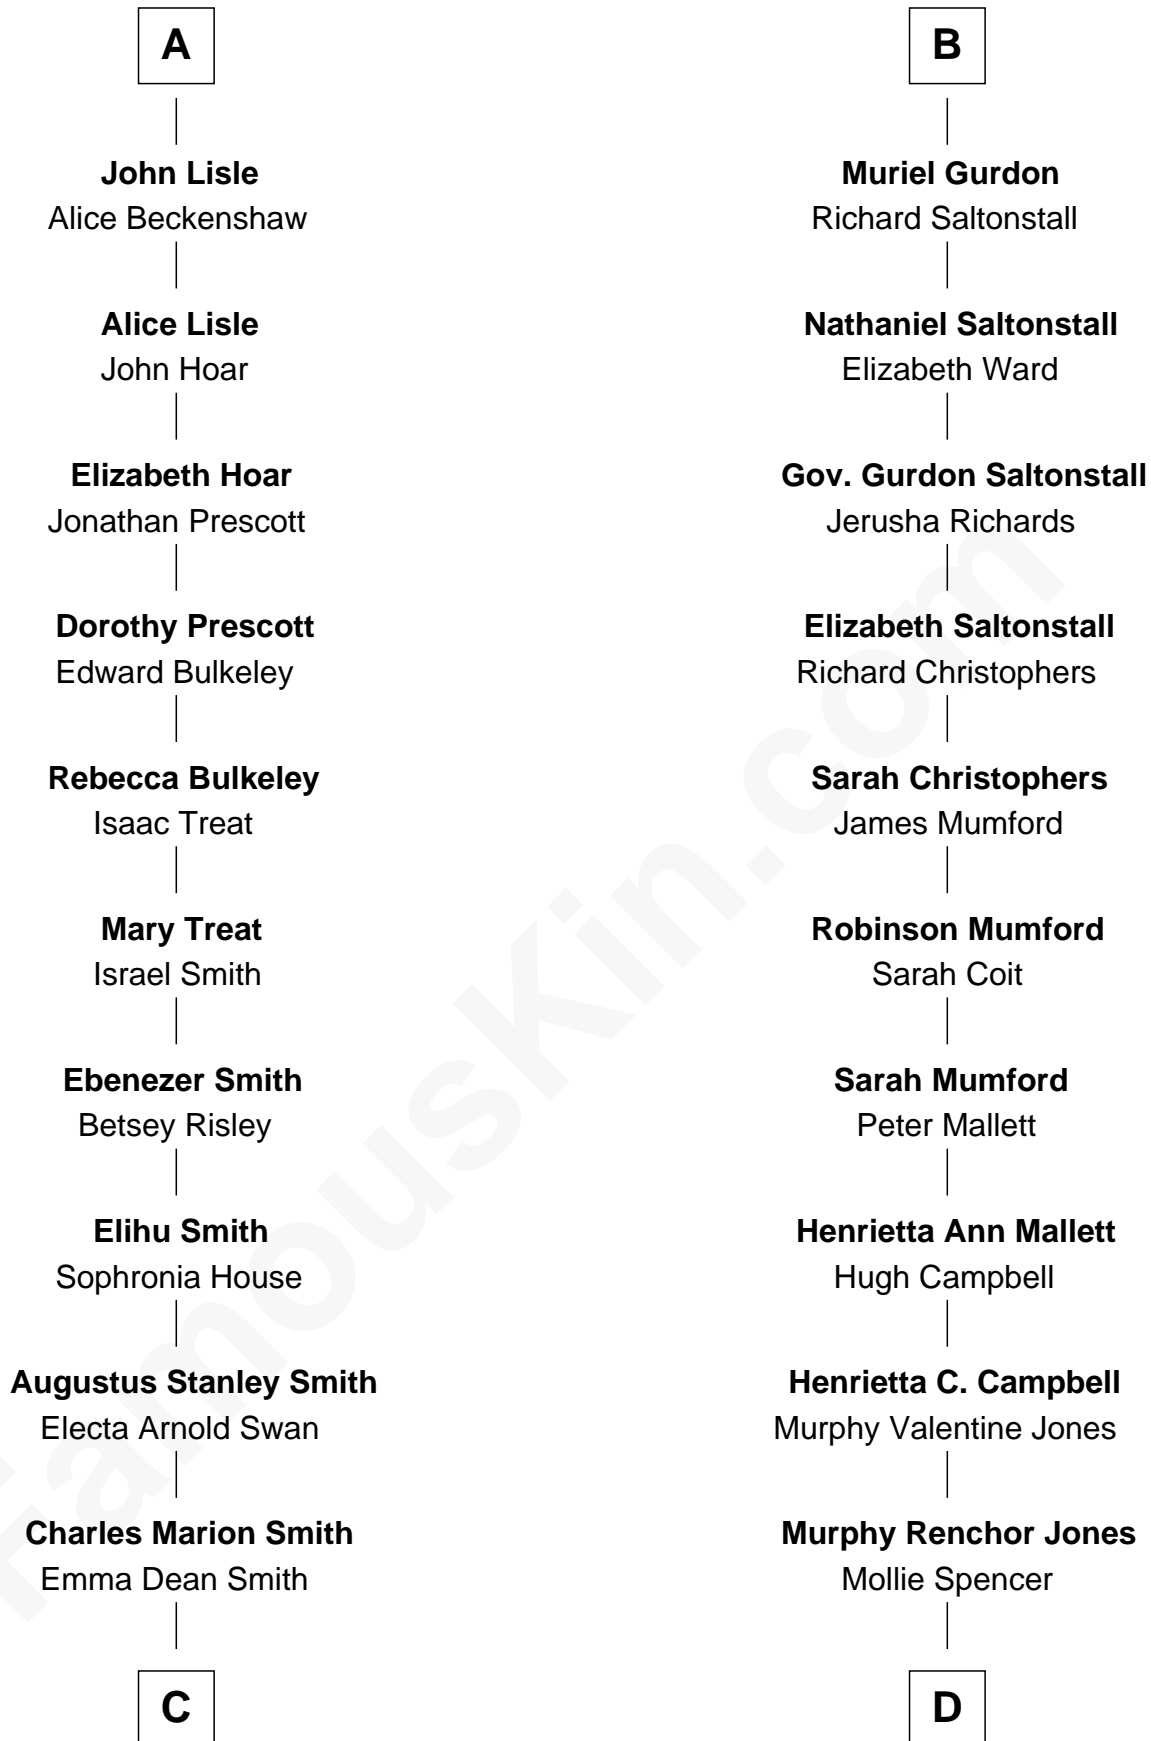 A
John Lisle
Alice Beckenshaw
Alice Lisle
John Hoar
Elizabeth Hoar
Jonathan Prescott
Dorothy Prescott
Edward Bulkeley
Rebecca Bulkeley
Isaac Treat
Mary Treat
Israel Smith
Ebenezer Smith
Betsey Risley
Elihu Smith
Sophronia House
Augustus Stanley Smith
Electa Arnold Swan
Charles Marion Smith
Emma Dean Smith
C
B
Muriel Gurdon
Richard Saltonstall
Nathaniel Saltonstall
Elizabeth Ward
Gov. Gurdon Saltonstall
Jerusha Richards
Elizabeth Saltonstall
Richard Christophers
Sarah Christophers
James Mumford
Robinson Mumford
Sarah Coit
Sarah Mumford
Peter Mallett
Henrietta Ann Mallett
Hugh Campbell
Henrietta C. Campbell
Murphy Valentine Jones
Murphy Renchor Jones
Mollie Spencer
D
FamousKin.com